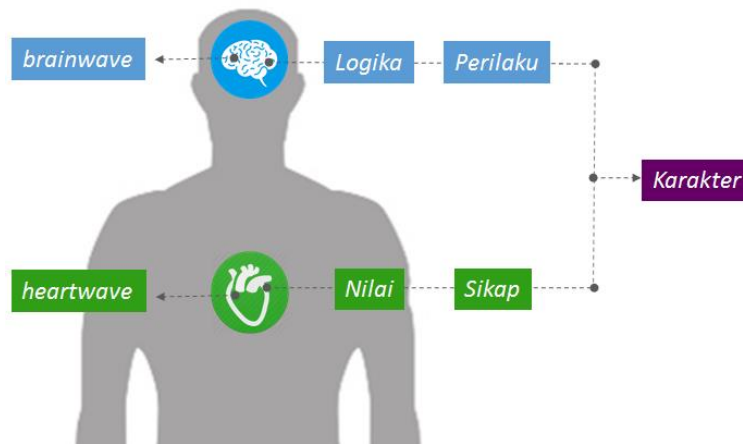 brainwave
Logika
Perilaku
Karakter
heartwave
Nilai
Sikap